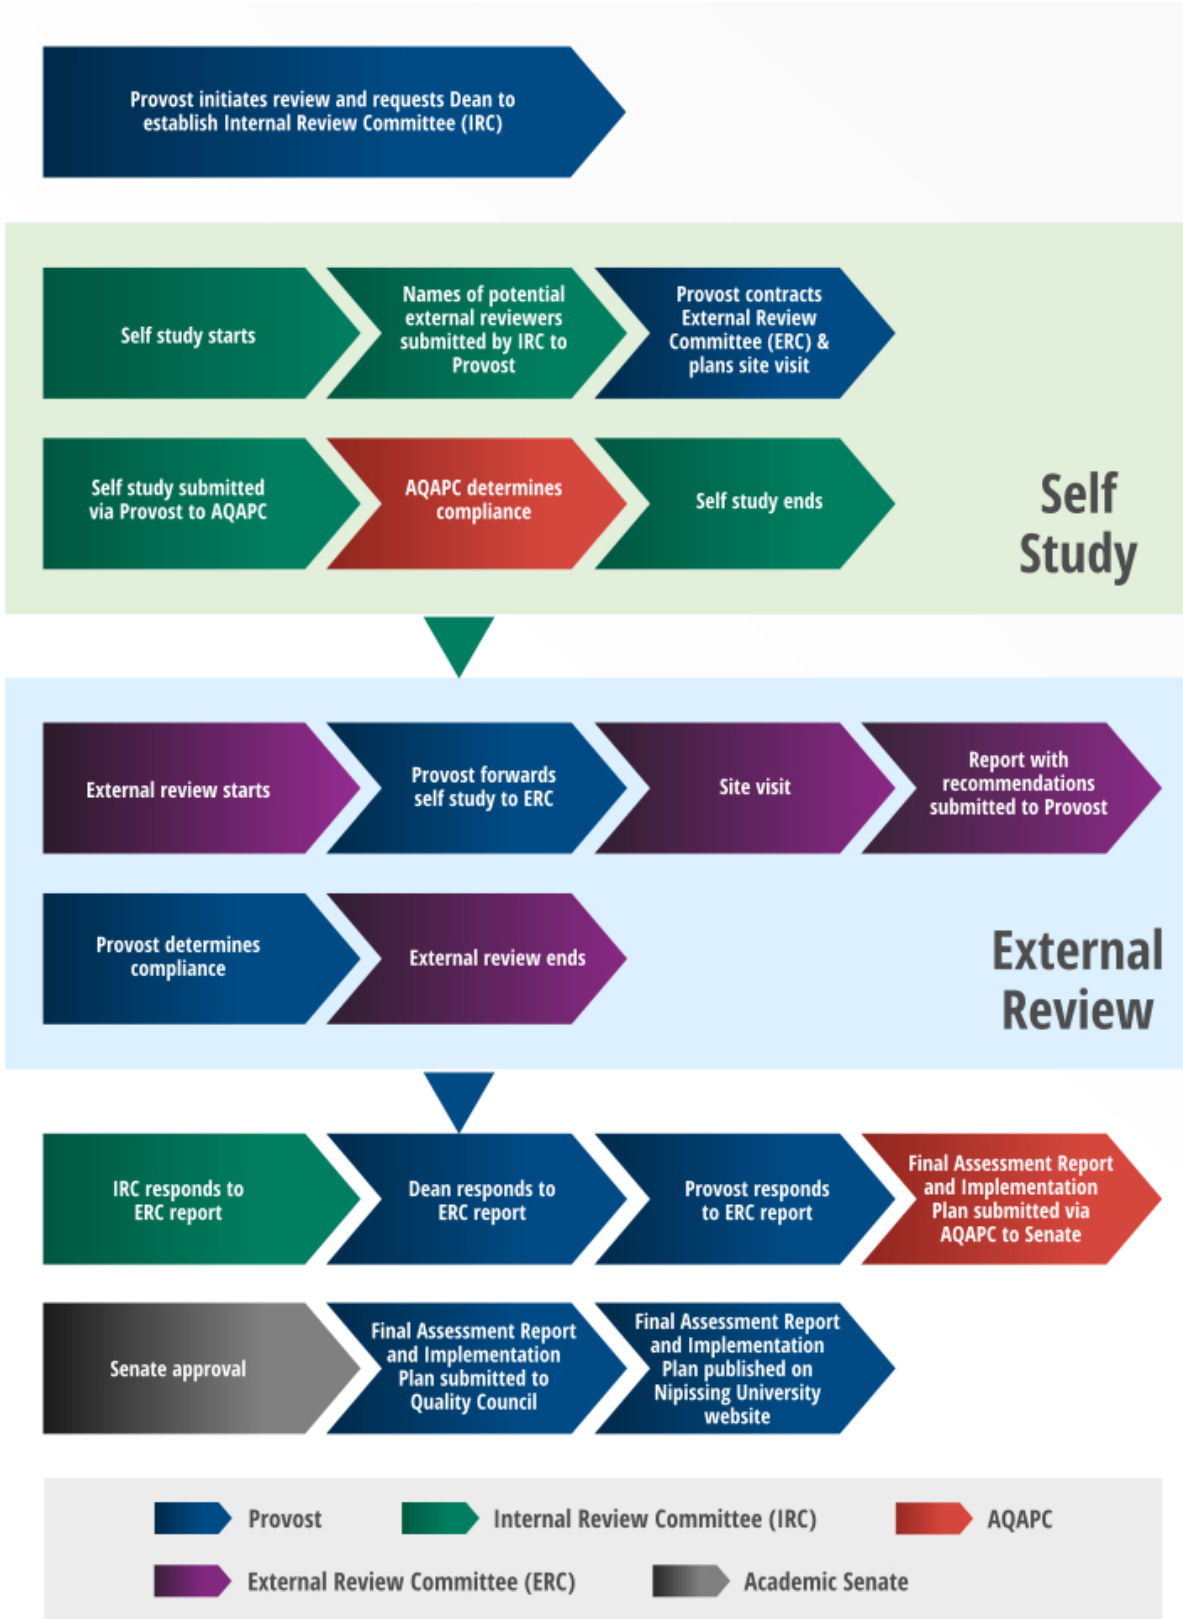 Provost initiates review and requests Dean to
establish Internal Review Committee (IRC)
Self study starts
Names of potential
external reviewers
submitted by IRC to
Provost
Provost contracts
External Review
Committee (ERC) &
plans site visit
Self study submitted
via Provost to AQAPC
AQAPC determines
compliance
Self study ends
Self
Study
External review starts
Provost forwards
self study to ERC
Site visit
Report with
recommendations
submitted to Provost
Provost determines
compliance
External review ends
External
Review
IRC responds to
ERC report
Dean responds to
ERC report
Provost responds
to ERC report
Final Assessment Report
and Implementation
Plan submitted via
AQAPC to Senate
Senate approval
Final Assessment Report
and Implementation
Plan submitted to
Quality Council
Final Assessment Report
and Implementation
Plan published on
Nipissing University
website
Provost
Internal Review Committee (IRC)
AQAPC
External Review Committee (ERC)
Academic Senate